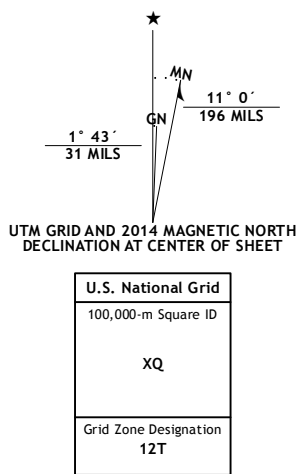 ★
MN
11° 0´
196 MILS
GN
1° 43´
31 MILS
UTM GRID AND 2014 MAGNETIC NORTH
DECLINATION AT CENTER OF SHEET
U.S. National Grid
100,000-m Square ID
XQ
Grid Zone Designation
12T